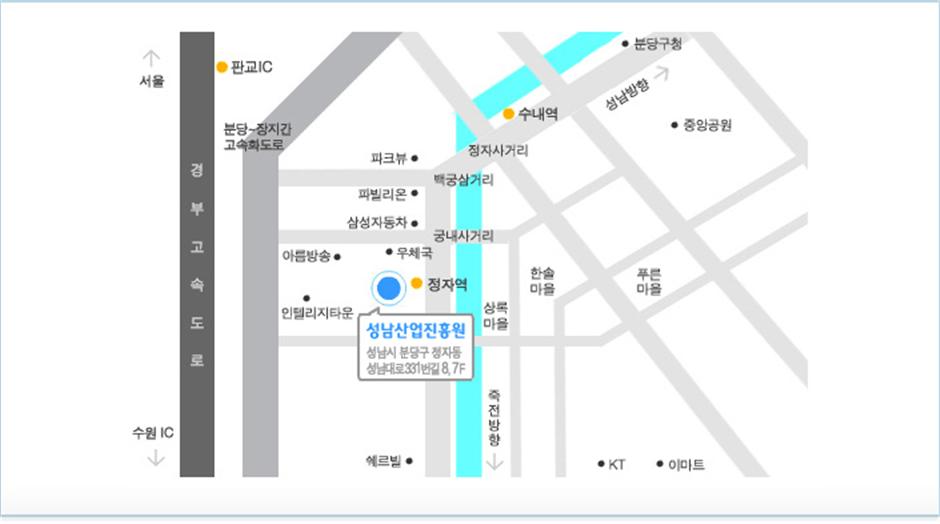 분당구청
판교IC
서울
성남방향
수내역
중앙공원
분당~장지간
고속화도로
정자사거리
파크뷰
경부고속도로
백궁삼거리
파빌리온
삼성자동차
궁내사거리
아름방송
우체국
한솔
마을
푸른
마을
정자역
인텔리지타운
상록
마을
성남산업진흥원
성남시 분당구 정자동
성남대로331번길 8, 7F
죽전방향
수원 IC
쉐르빌
KT
이마트